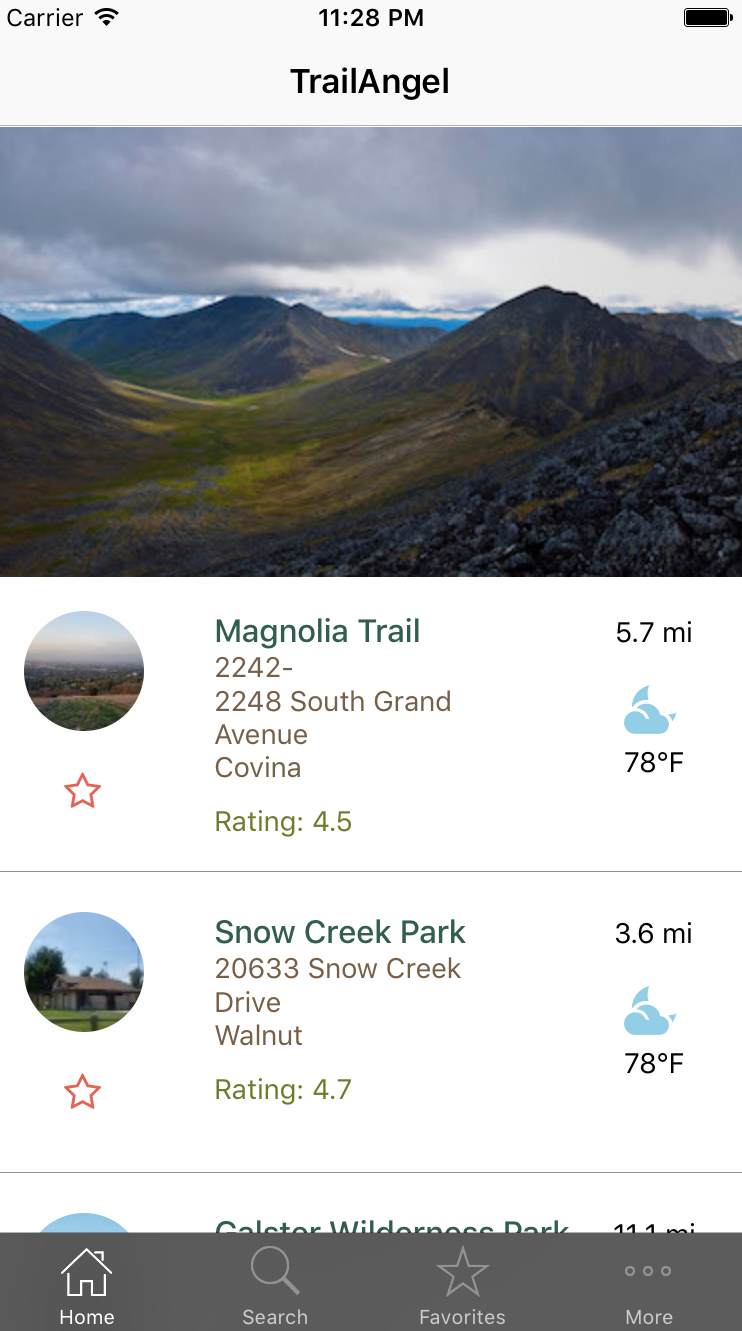 Carrier 11:28 PM
TrailAngel
Magnolia Trail 5.7 mi
2242-
2248 South Grand
Avenue
Covina 78°F
Rating: 4.5
Snow Creek Park 3.6 mi
20633 Snow Creek
Drive
Walnut 78°F
Rating: 4.7
Galster Wilderness Park 11.1 mi
Home Search Favorites More